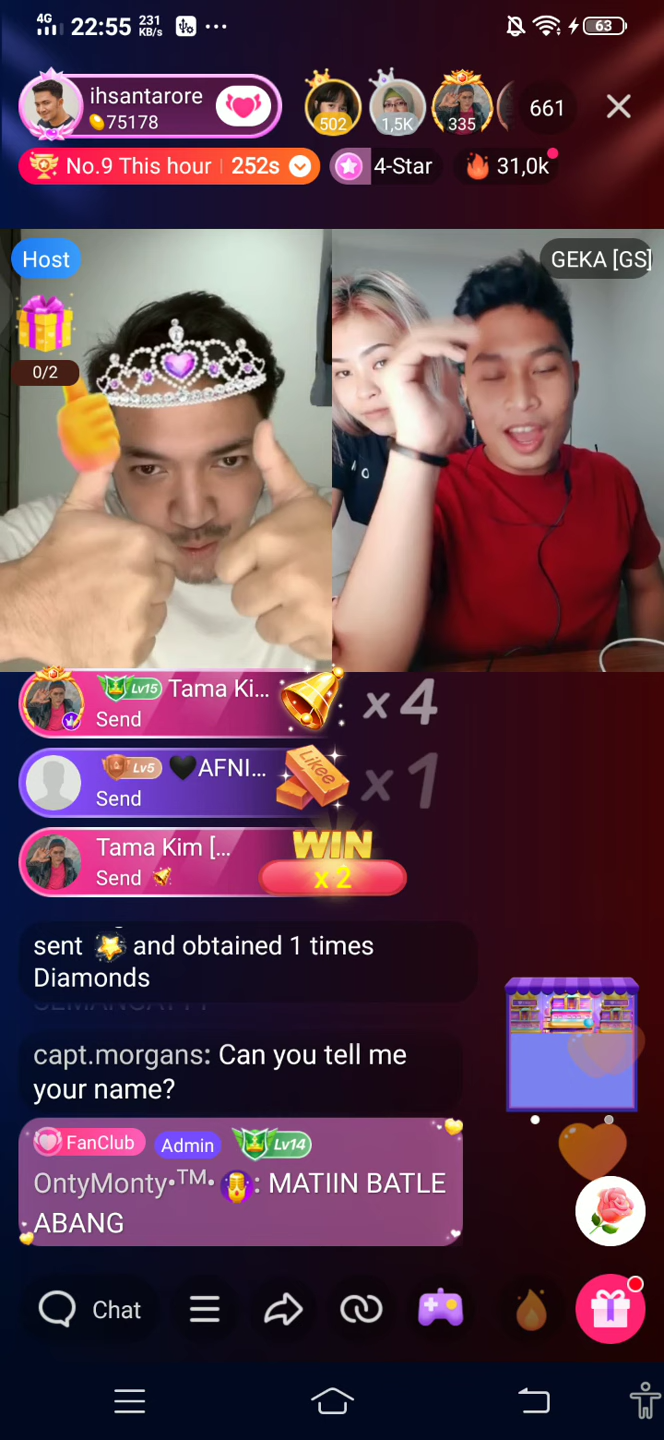 4G 22:55 231 KB/s 63
ihsantarore
75178
502 1,5K 335 661
No.9 This hour 252s 4-Star 31,0k
Host
GEKA [GS]
0/2
Lv15 Tama Ki...
Send
x 4
Lv5 🖤AFNI...
Send
Likee
x 1
Tama Kim [...
Send
WIN
x 2
sent and obtained 1 times
Diamonds
capt.morgans: Can you tell me
your name?
FanClub Admin Lv14
OntyMonty•™• : MATIIN BATLE
ABANG
Chat